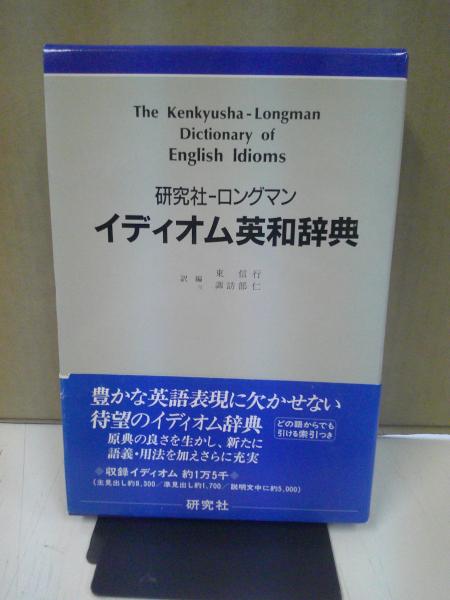 The Kenkyusha-Longman
Dictionary of
English Idioms
研究社-ロングマン
イディオム英和辞典
訳編 東 信行
諏訪部 仁
豊かな英語表現に欠かせない
待望のイディオム辞典
どの語からでも
引ける索引つき
原典の良さを生かし、新たに
語義・用法を加えさらに充実
◆収録イディオム 約1万5千◆
(主見出し約8,300/準見出し約1,700/説明文中に約5,000)
研究社